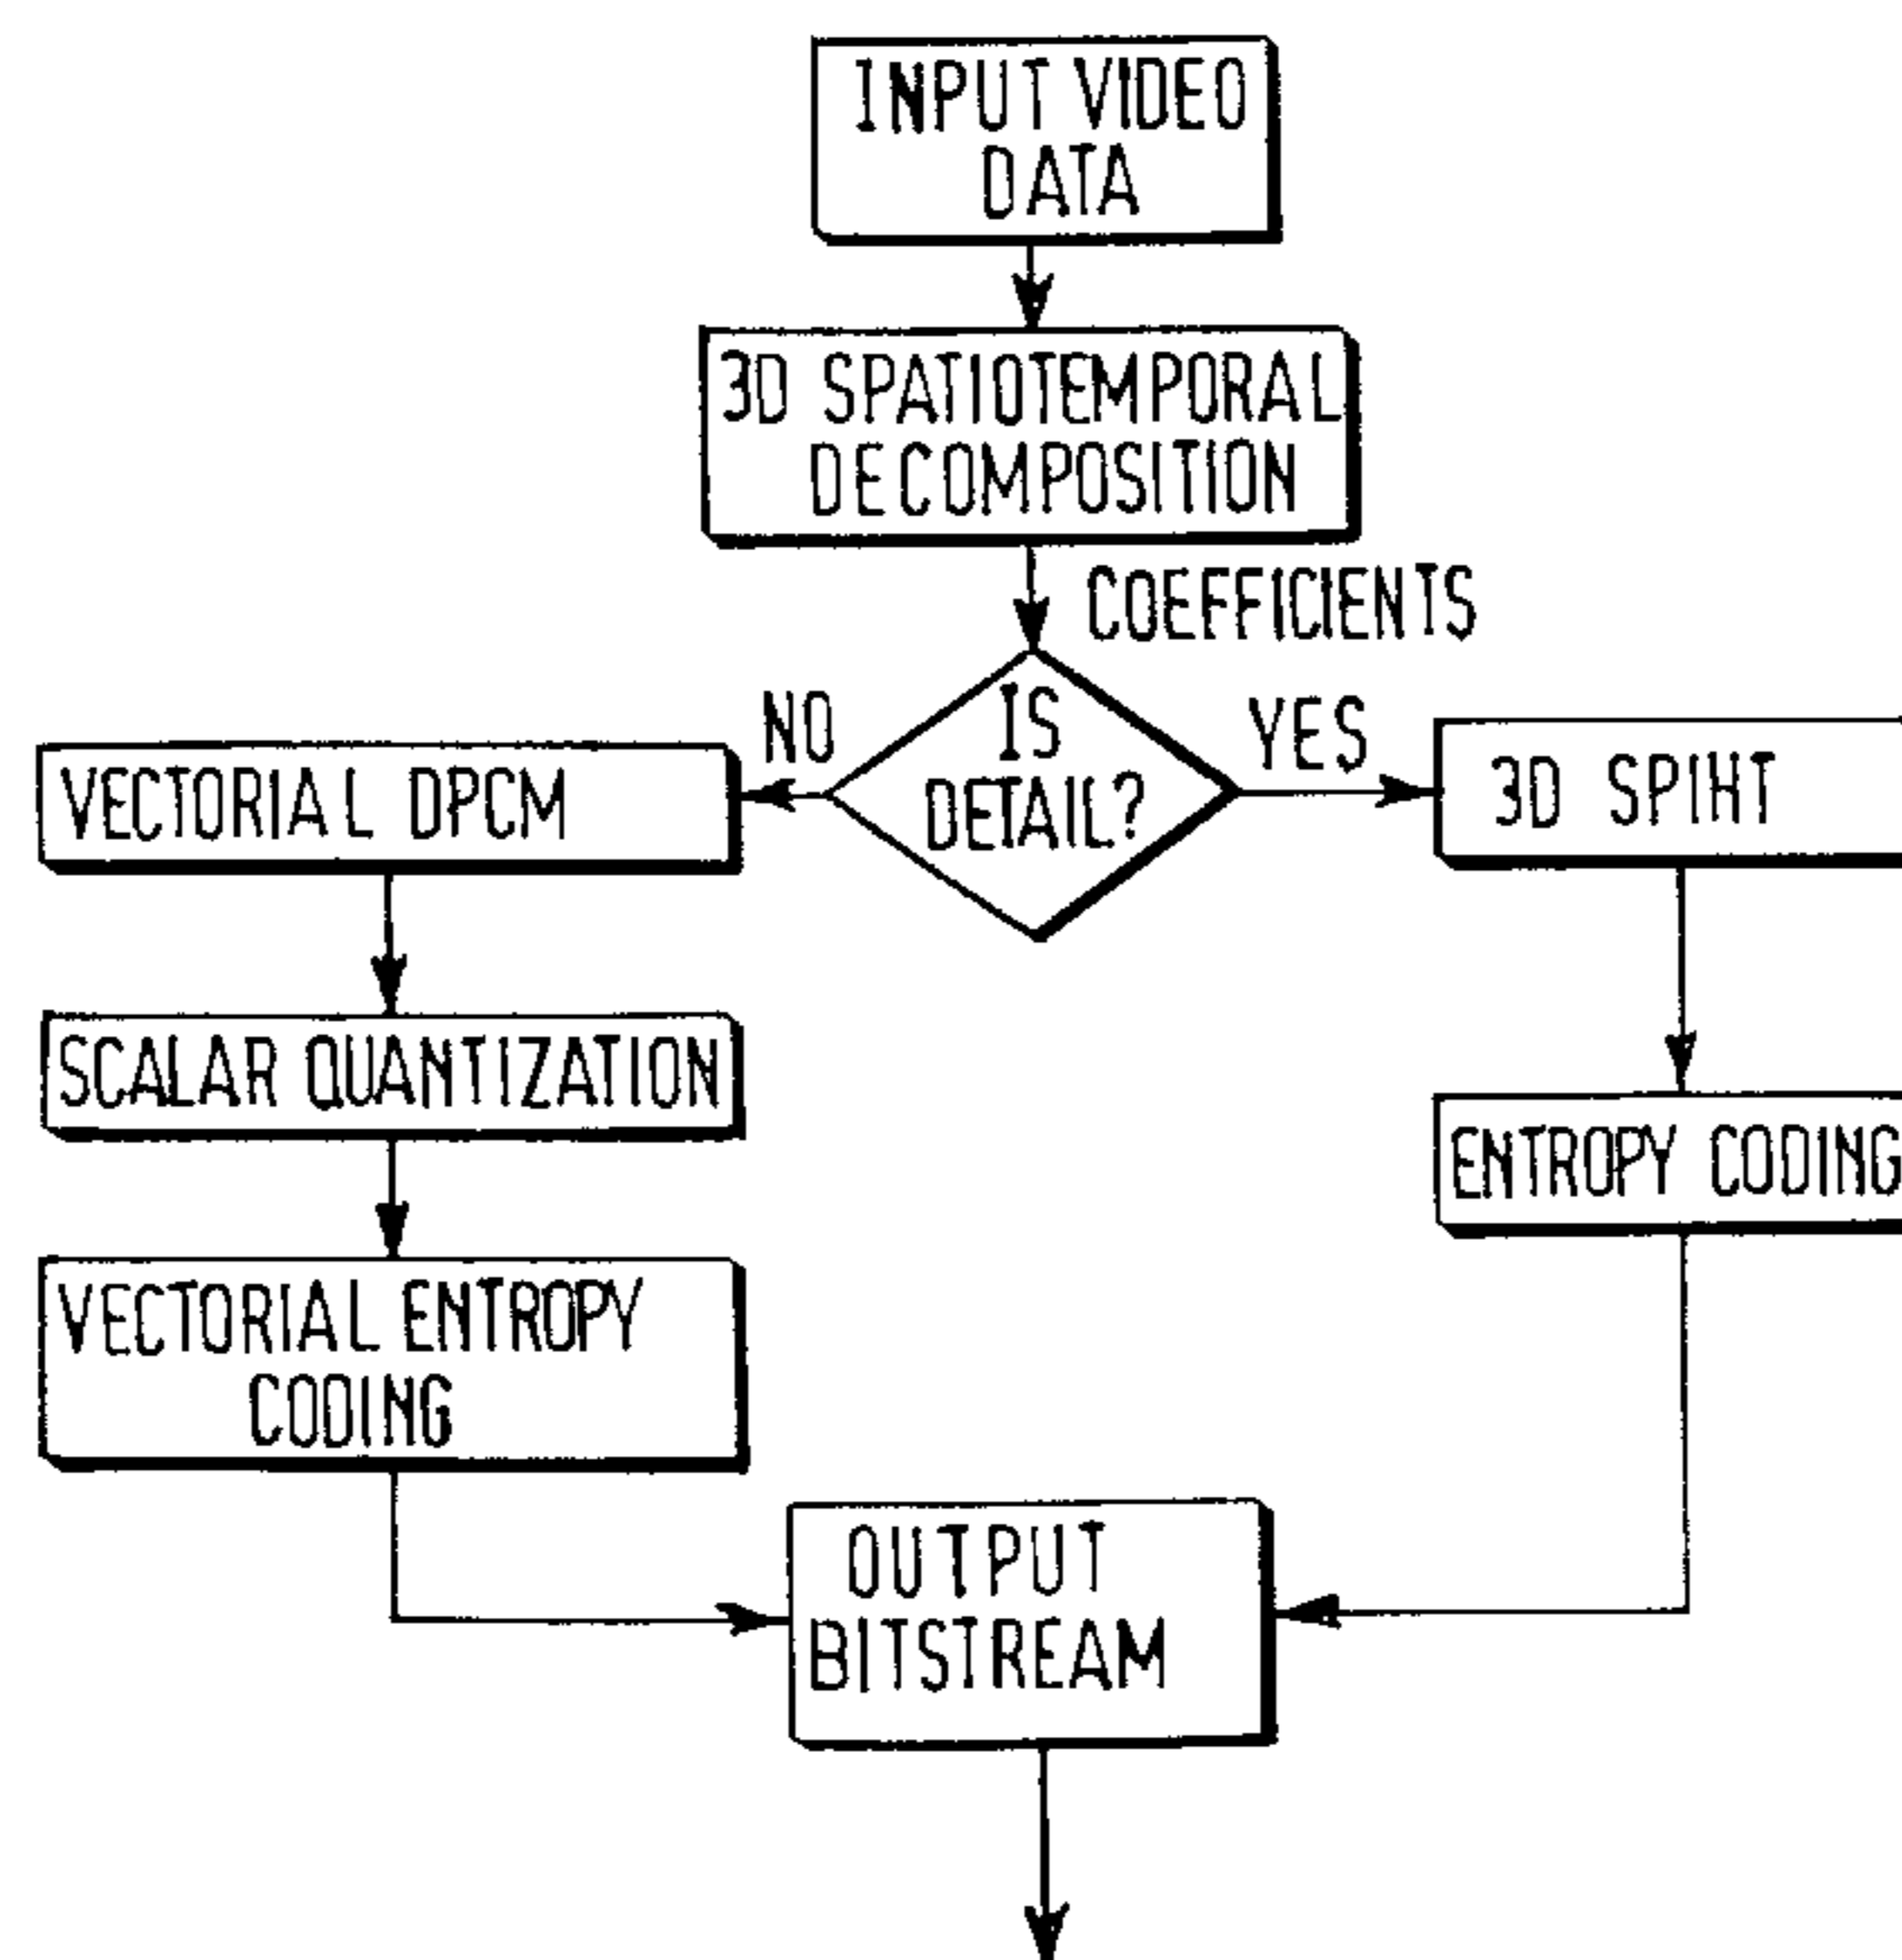 INPUT VIDEO
DATA
3D SPATIOTEMPORAL
DECOMPOSITION
COEFFICIENTS
NO
IS
DETAIL?
YES
VECTORIAL DPCM
3D SPIHT
SCALAR QUANTIZATION
ENTROPY CODING
VECTORIAL ENTROPY
CODING
OUTPUT
BITSTREAM